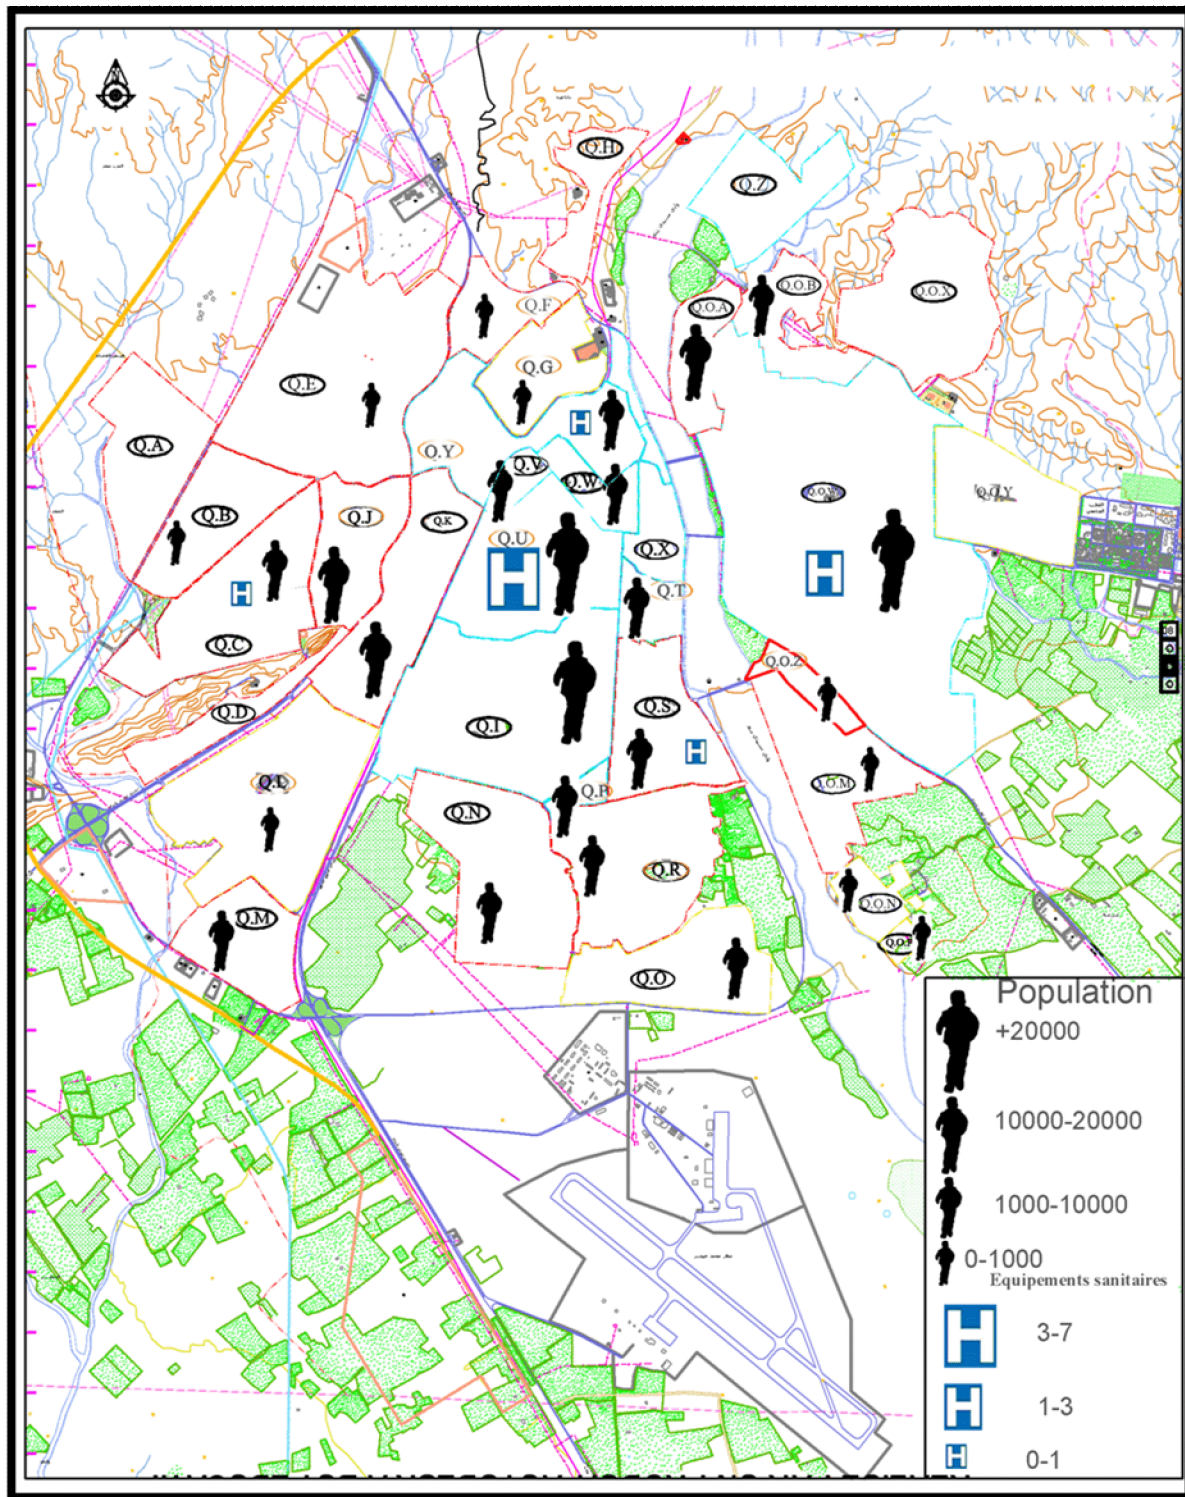 N
Q.H
Q.Z
Q.O.B
Q.O.X
Q.O.A
Q.F
Q.G
Q.E
Q.A
Q.Y
Q.V
Q.W
Q.O.Y
Q.B
Q.J
Q.K
Q.U
Q.X
Q.T
Q.C
Q.O.Z
Q.D
Q.I
Q.S
Q.L
Q.O.M
Q.P
Q.N
Q.R
Q.M
Q.O.N
Q.O
Population
+20000
10000-20000
1000-10000
0-1000
Equipements sanitaires
3-7
1-3
0-1
H
H
H
H
H
H
H
H